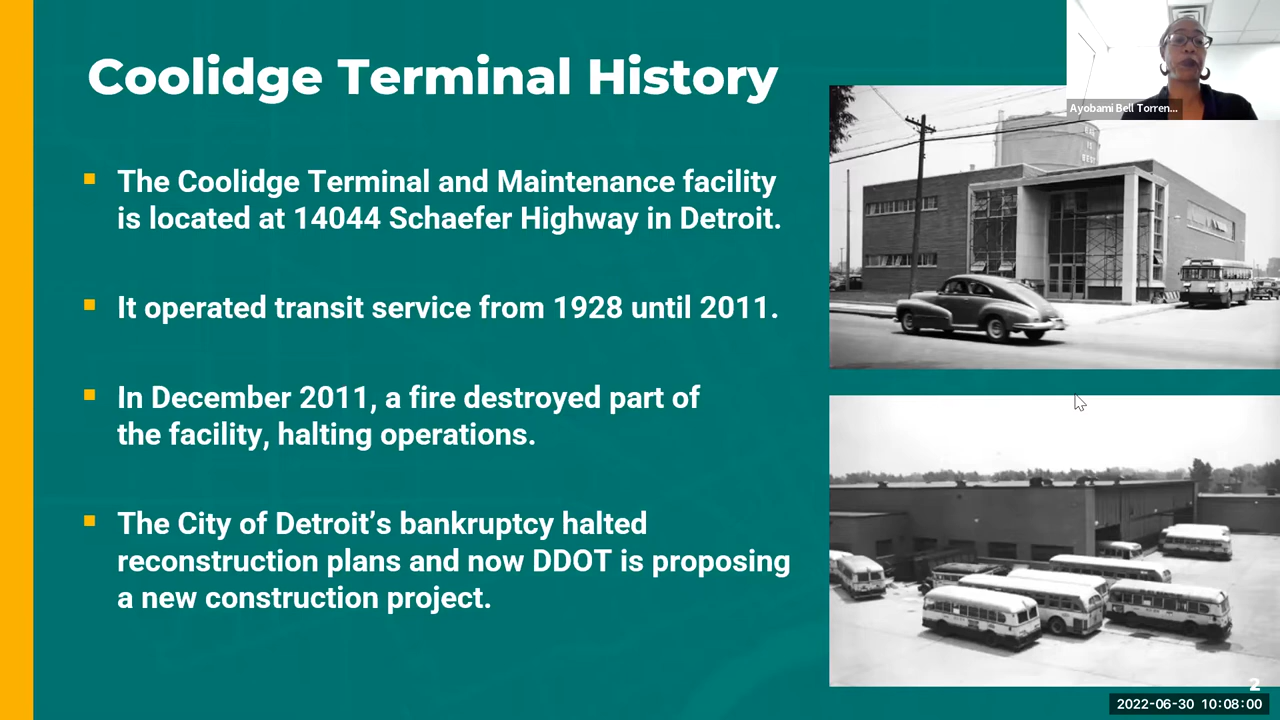 Coolidge Terminal History
The Coolidge Terminal and Maintenance facility
is located at 14044 Schaefer Highway in Detroit.
It operated transit service from 1928 until 2011.
In December 2011, a fire destroyed part of
the facility, halting operations.
The City of Detroit’s bankruptcy halted
reconstruction plans and now DDOT is proposing
a new construction project.
Ayobami Bell Torren...
IS
BEST
2
2022-06-30 10:08:00